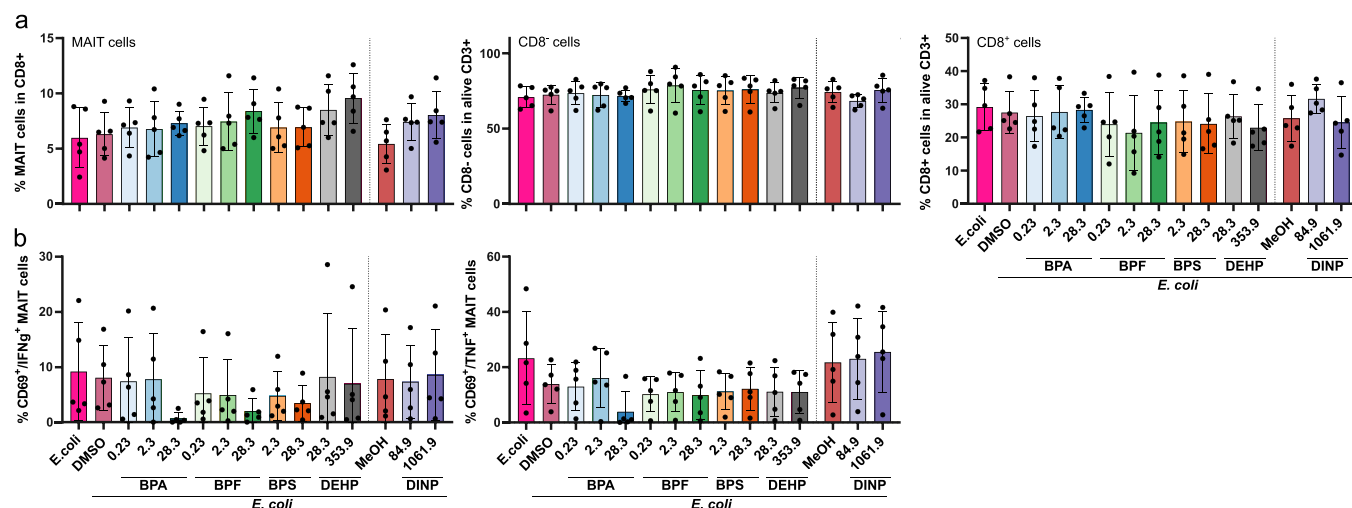 a
MAIT cells
% MAIT cells in CD8+
15
10
5
0
CD8⁻ cells
% CD8- cells in alive CD3+
100
50
0
CD8⁺ cells
% CD8+ cells in alive CD3+
50
40
30
20
10
0
E.coli DMSO 0.23 2.3 28.3 0.23 2.3 28.3 2.3 28.3 28.3 353.9 MeOH 84.9 1061.9
BPA BPF BPS DEHP DINP
E. coli
b
% CD69⁺/IFNg⁺ MAIT cells
30
20
10
0
E.coli DMSO 0.23 2.3 28.3 0.23 2.3 28.3 2.3 28.3 28.3 353.9 MeOH 84.9 1061.9
BPA BPF BPS DEHP DINP
E. coli
% CD69⁺/TNF⁺ MAIT cells
60
40
20
0
E.coli DMSO 0.23 2.3 28.3 0.23 2.3 28.3 2.3 28.3 28.3 353.9 MeOH 84.9 1061.9
BPA BPF BPS DEHP DINP
E. coli